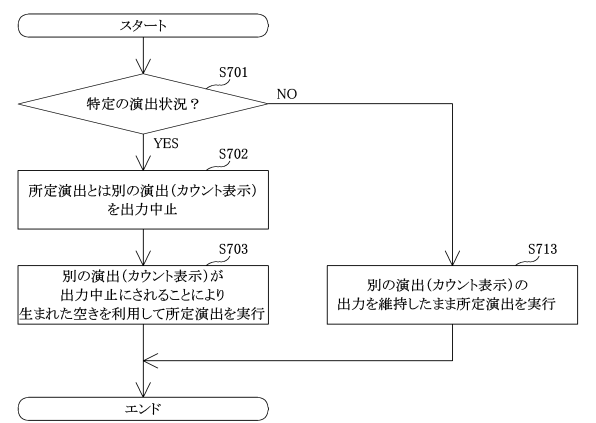 スタート
S701
特定の演出状況？
NO
YES
S702
所定演出とは別の演出（カウント表示）
を出力中止
S703
別の演出（カウント表示）が
出力中止にされることにより
生まれた空きを利用して所定演出を実行
S713
別の演出（カウント表示）の
出力を維持したまま所定演出を実行
エンド